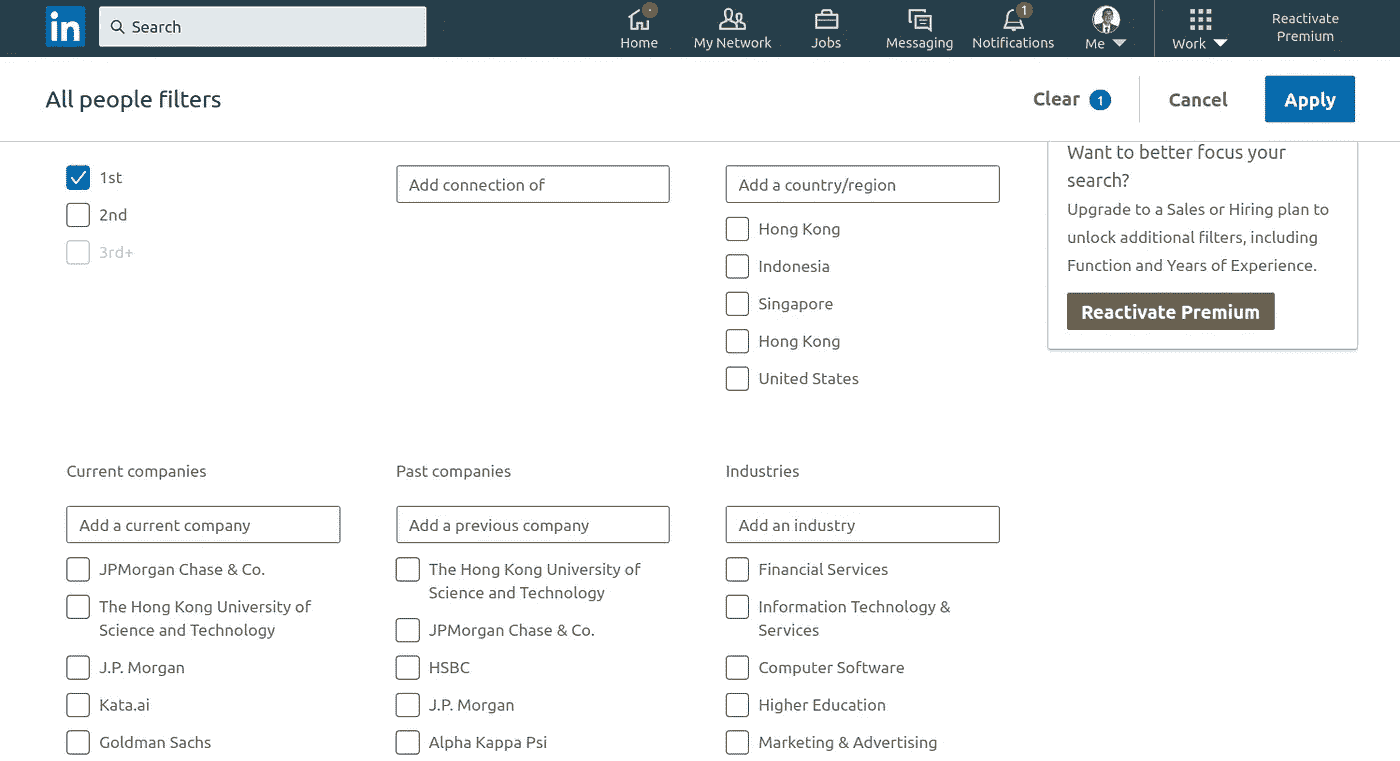 in
Search
Home
My Network
Jobs
Messaging
1
Notifications
Me
Work
Reactivate
Premium
All people filters
Clear 1
Cancel
Apply
1st
2nd
3rd+
Add connection of
Add a country/region
Hong Kong
Indonesia
Singapore
Hong Kong
United States
Want to better focus your
search?
Upgrade to a Sales or Hiring plan to
unlock additional filters, including
Function and Years of Experience.
Reactivate Premium
Current companies
Add a current company
JPMorgan Chase & Co.
The Hong Kong University of
Science and Technology
J.P. Morgan
Kata.ai
Goldman Sachs
Past companies
Add a previous company
The Hong Kong University of
Science and Technology
JPMorgan Chase & Co.
HSBC
J.P. Morgan
Alpha Kappa Psi
Industries
Add an industry
Financial Services
Information Technology &
Services
Computer Software
Higher Education
Marketing & Advertising